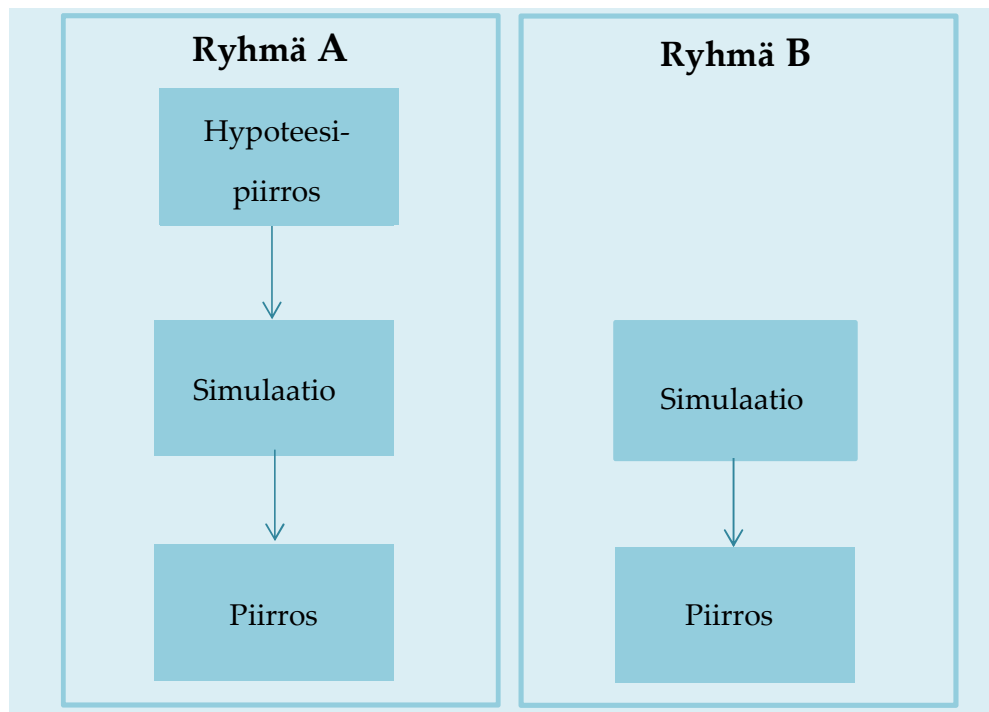 Ryhmä A
Hypoteesi-
piirros
Simulaatio
Piirros
Ryhmä B
Simulaatio
Piirros